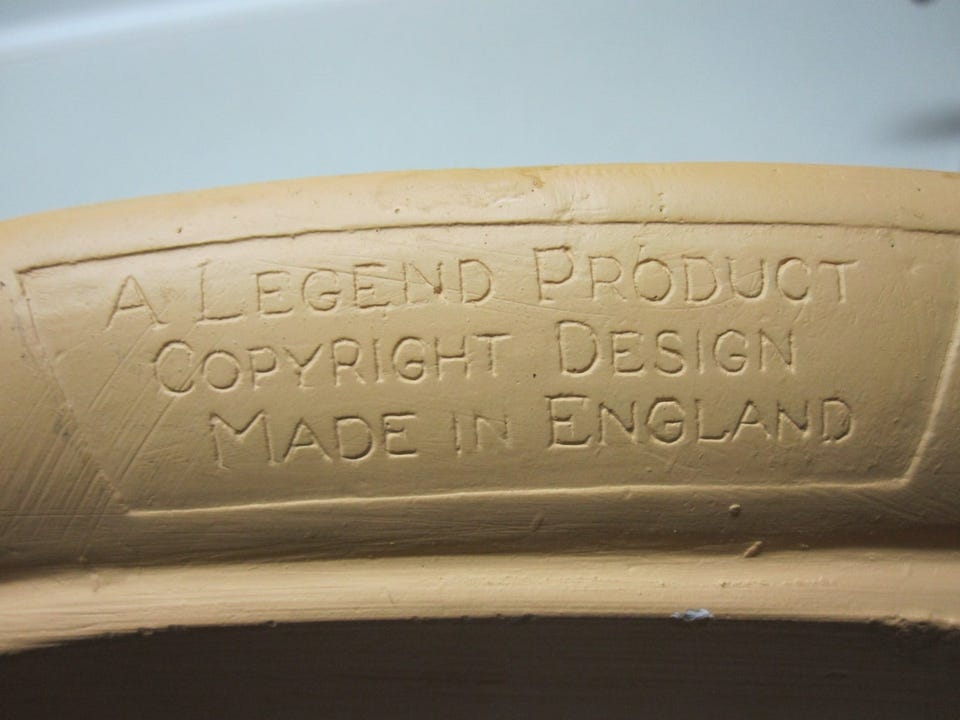 A LEGEND PRODUCT
COPYRIGHT DESIGN
MADE IN ENGLAND